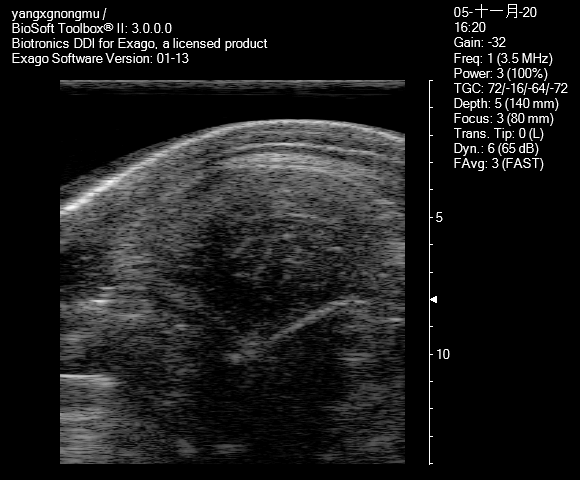 yangxgnongmu /
BioSoft Toolbox® II: 3.0.0.0
Biotronics DDI for Exago, a licensed product
Exago Software Version: 01-13
05-十一月-20
16:20
Gain: -32
Freq: 1 (3.5 MHz)
Power: 3 (100%)
TGC: 72/-16/-64/-72
Depth: 5 (140 mm)
Focus: 3 (80 mm)
Trans. Tip: 0 (L)
Dyn.: 6 (65 dB)
FAvg: 3 (FAST)
5
10